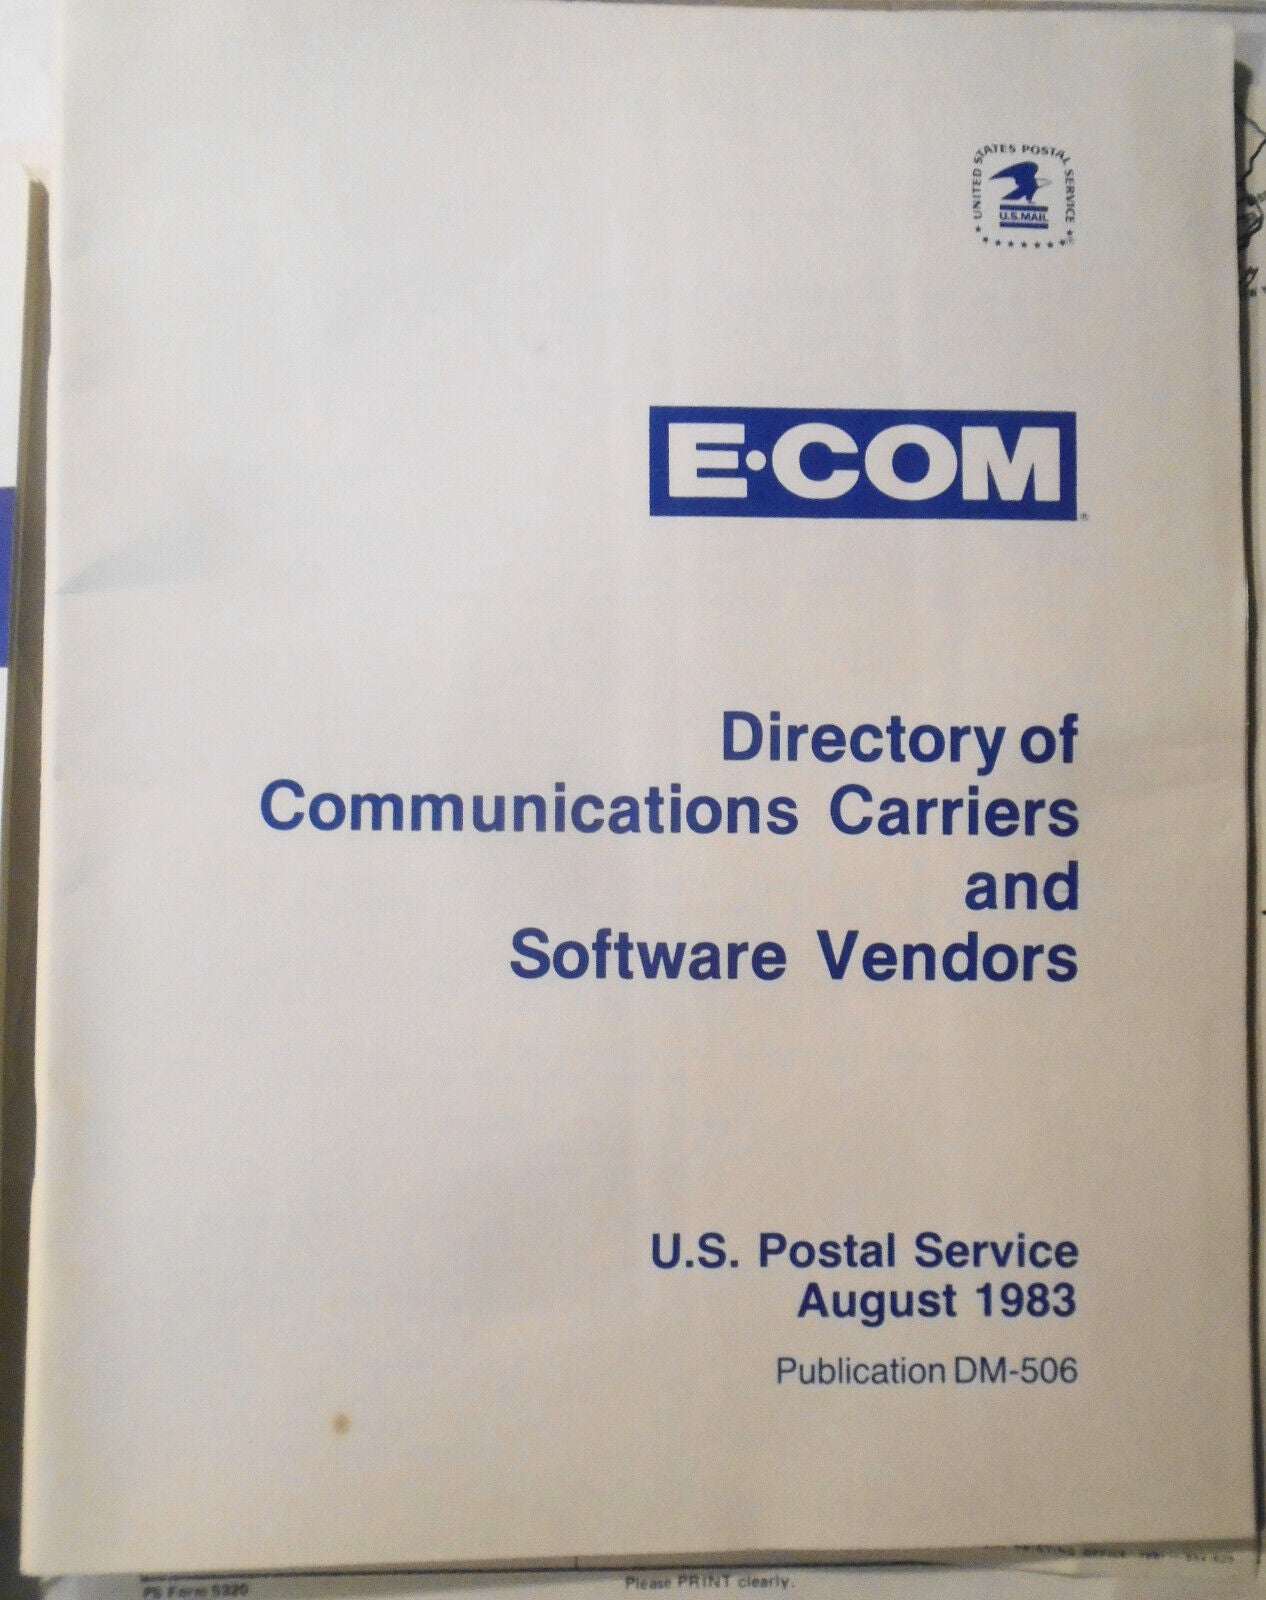 UNITED STATES POSTAL SERVICE
U.S. MAIL
E·COM®
Directory of
Communications Carriers
and
Software Vendors
U.S. Postal Service
August 1983
Publication DM-506
PS Form 5320
Please PRINT clearly.